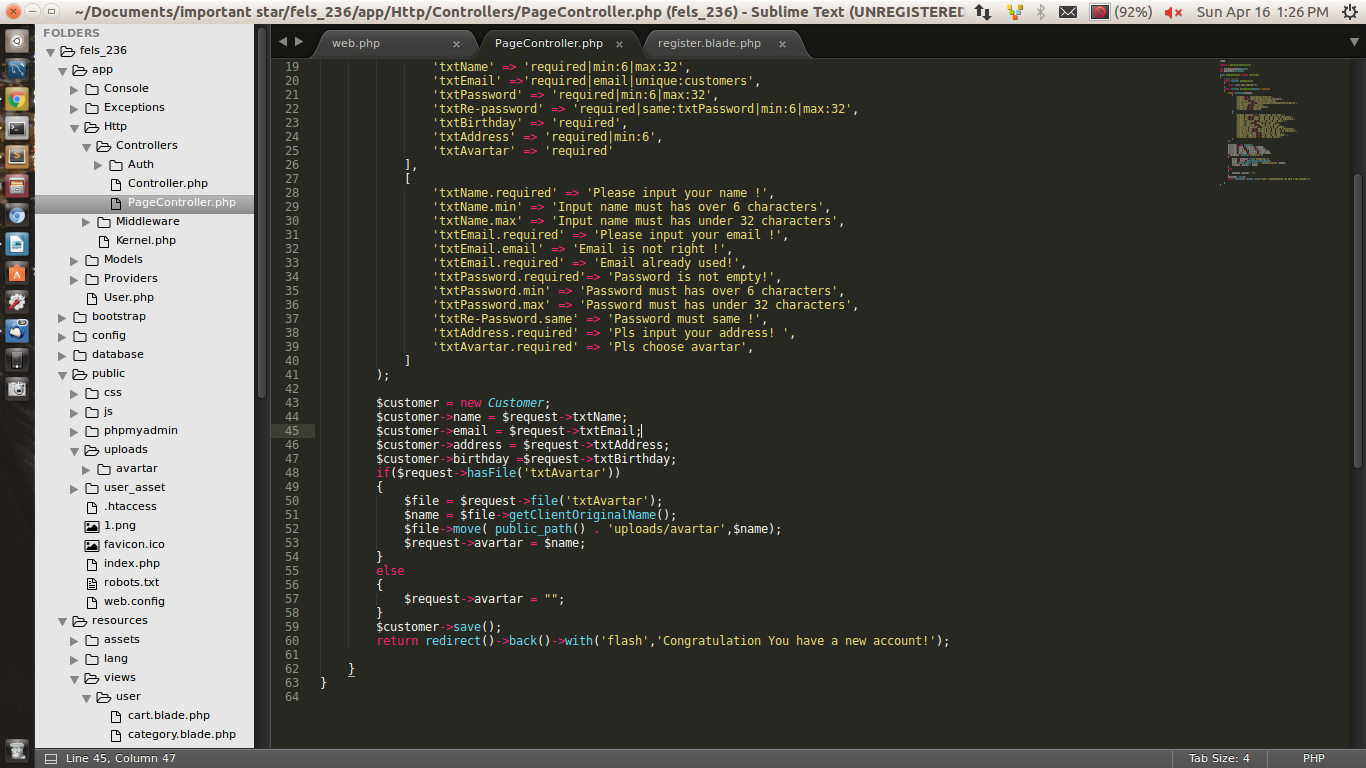 ~/Documents/important star/fels_236/app/Http/Controllers/PageController.php (fels_236) - Sublime Text (UNREGISTERED
(92%)
Sun Apr 16 1:26 PM
FOLDERS
fels_236
app
Console
Exceptions
Http
Controllers
Auth
Controller.php
PageController.php
Middleware
Kernel.php
Models
Providers
User.php
bootstrap
config
database
public
css
js
phpmyadmin
uploads
avartar
user_asset
.htaccess
1.png
favicon.ico
index.php
robots.txt
web.config
resources
assets
lang
views
user
cart.blade.php
category.blade.php
web.php × PageController.php × register.blade.php ×
19 'txtName' => 'required|min:6|max:32',
20 'txtEmail' =>'required|email|unique:customers',
21 'txtPassword' => 'required|min:6|max:32',
22 'txtRe-password' => 'required|same:txtPassword|min:6|max:32',
23 'txtBirthday' => 'required',
24 'txtAddress' => 'required|min:6',
25 'txtAvartar' => 'required'
26 ],
27 [
28 'txtName.required' => 'Please input your name !',
29 'txtName.min' => 'Input name must has over 6 characters',
30 'txtName.max' => 'Input name must has under 32 characters',
31 'txtEmail.required' => 'Please input your email !',
32 'txtEmail.email' => 'Email is not right !',
33 'txtEmail.required' => 'Email already used!',
34 'txtPassword.required'=> 'Password is not empty!',
35 'txtPassword.min' => 'Password must has over 6 characters',
36 'txtPassword.max' => 'Password must has under 32 characters',
37 'txtRe-Password.same' => 'Password must same !',
38 'txtAddress.required' => 'Pls input your address! ',
39 'txtAvartar.required' => 'Pls choose avartar',
40 ]
41 );
42
43 $customer = new Customer;
44 $customer->name = $request->txtName;
45 $customer->email = $request->txtEmail;
46 $customer->address = $request->txtAddress;
47 $customer->birthday =$request->txtBirthday;
48 if($request->hasFile('txtAvartar'))
49 {
50 $file = $request->file('txtAvartar');
51 $name = $file->getClientOriginalName();
52 $file->move( public_path() . 'uploads/avartar',$name);
53 $request->avartar = $name;
54 }
55 else
56 {
57 $request->avartar = "";
58 }
59 $customer->save();
60 return redirect()->back()->with('flash','Congratulation You have a new account!');
61
62 }
63 }
64
Line 45, Column 47
Tab Size: 4
PHP